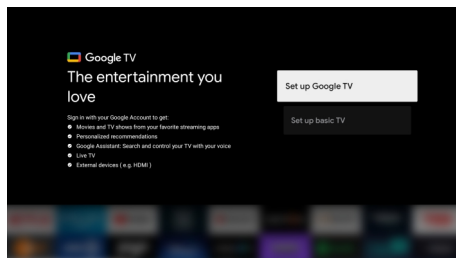 Google TV
The entertainment you
love
Sign in with your Google Account to get:
Movies and TV shows from your favorite streaming apps
Personalized recommendations
Google Assistant: Search and control your TV with your voice
Live TV
External devices ( e.g. HDMI )
Set up Google TV
Set up basic TV